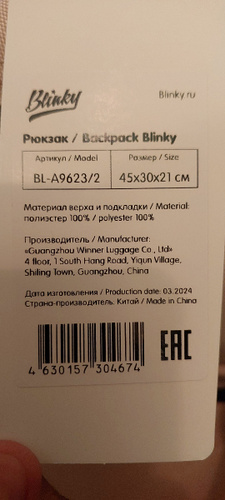 Blinky
Blinky.ru
Рюкзак / Backpack Blinky
Артикул / Model
Размер / Size
BL-A9623/2
45x30x21 см
Материал верха и подкладки / Material:
полиэстер 100% / polyester 100%
Производитель / Manufacturer:
«Guangzhou Winner Luggage Co., Ltd»
4 floor, 1 South Hang Road, Yiqun Village,
Shiling Town, Guangzhou, China
Дата изготовления / Production date: 03.2024
Страна-производитель: Китай / Made in China
EAC
4 630157 304674